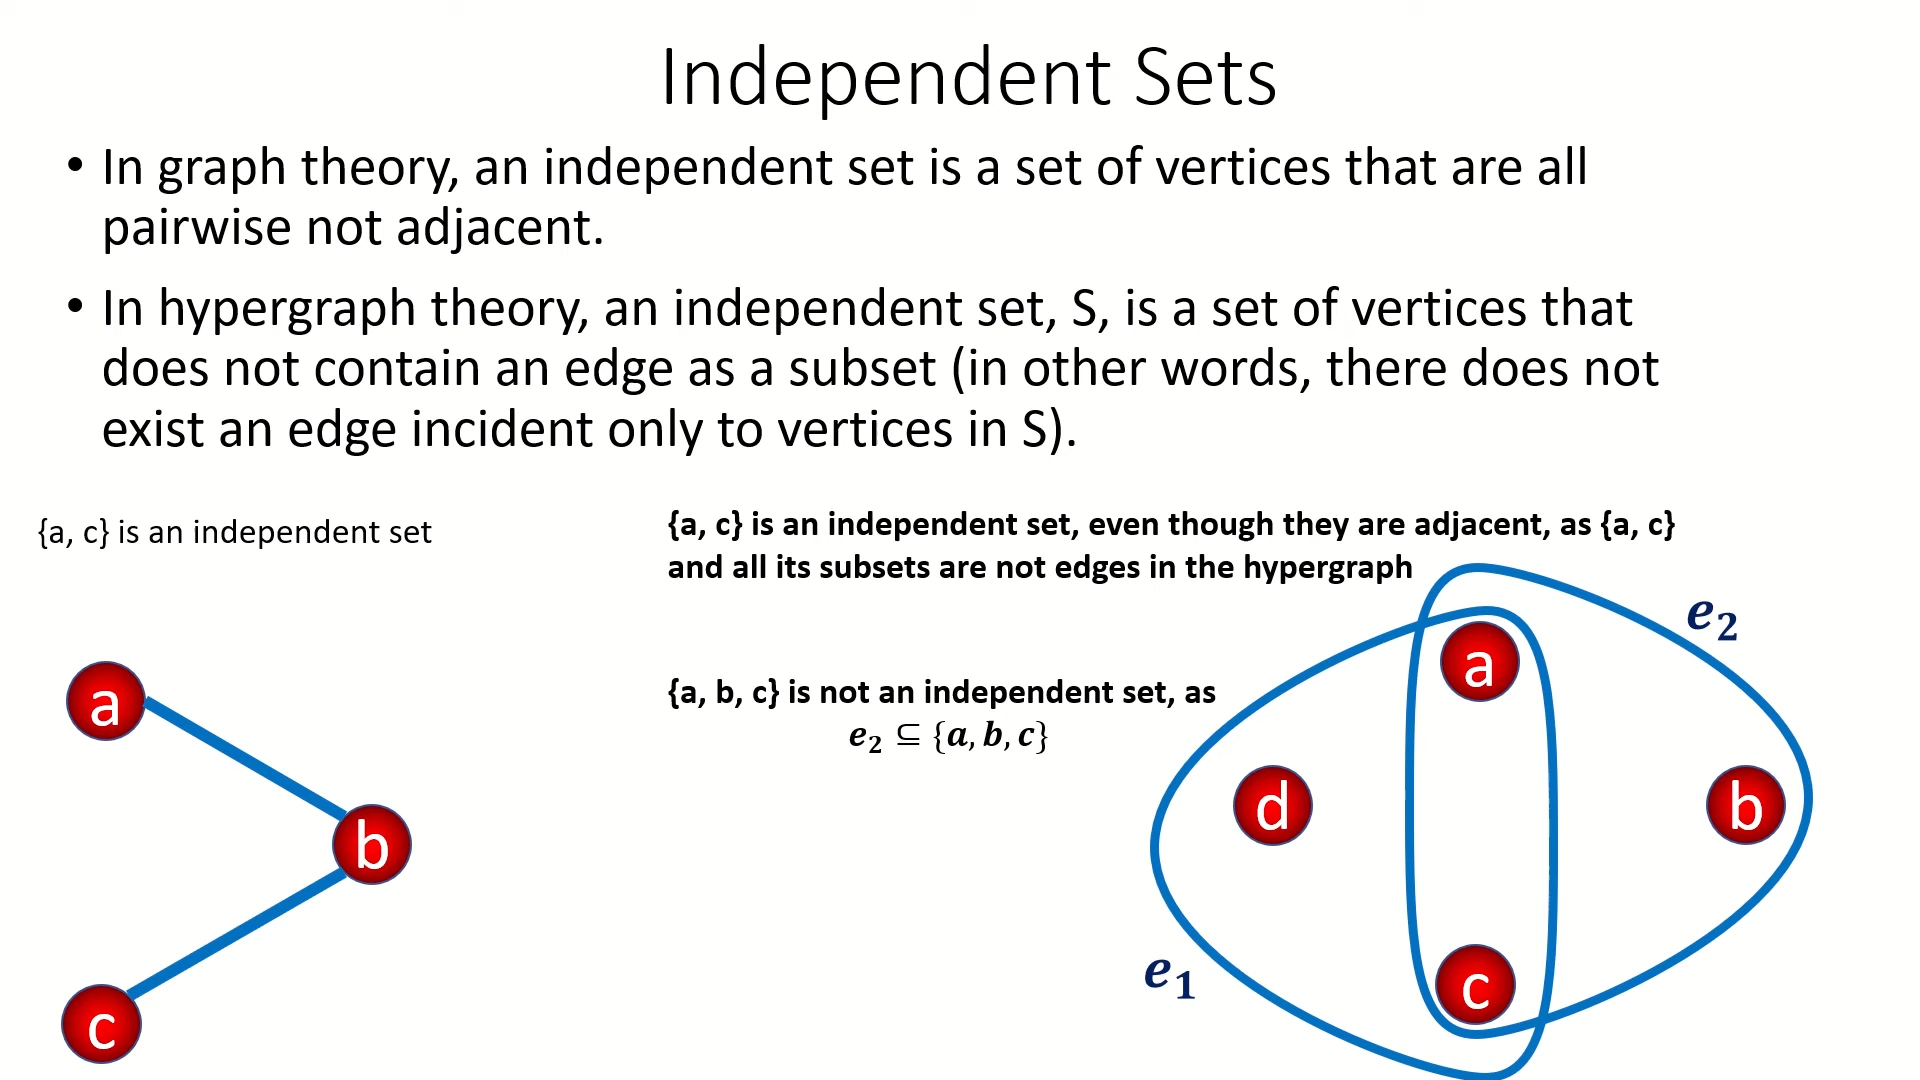 Independent Sets
• In graph theory, an independent set is a set of vertices that are all
pairwise not adjacent.
• In hypergraph theory, an independent set, S, is a set of vertices that
does not contain an edge as a subset (in other words, there does not
exist an edge incident only to vertices in S).
{a, c} is an independent set
{a, c} is an independent set, even though they are adjacent, as {a, c}
and all its subsets are not edges in the hypergraph
{a, b, c} is not an independent set, as
e₂ ⊆ {a, b, c}
a
b
c
e₂
a
d
b
e₁
c